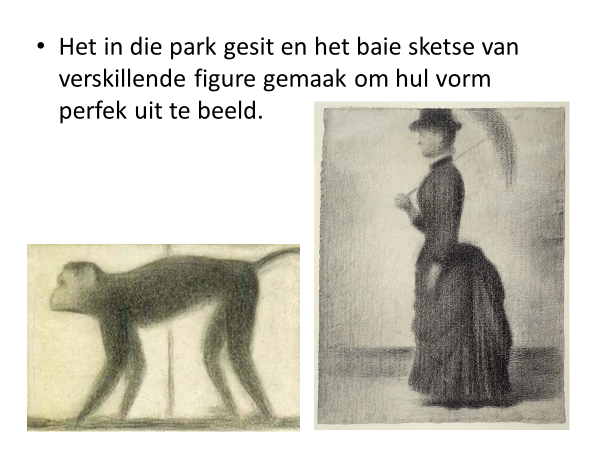 • Het in die park gesit en het baie sketse van
verskillende figure gemaak om hul vorm
perfek uit te beeld.